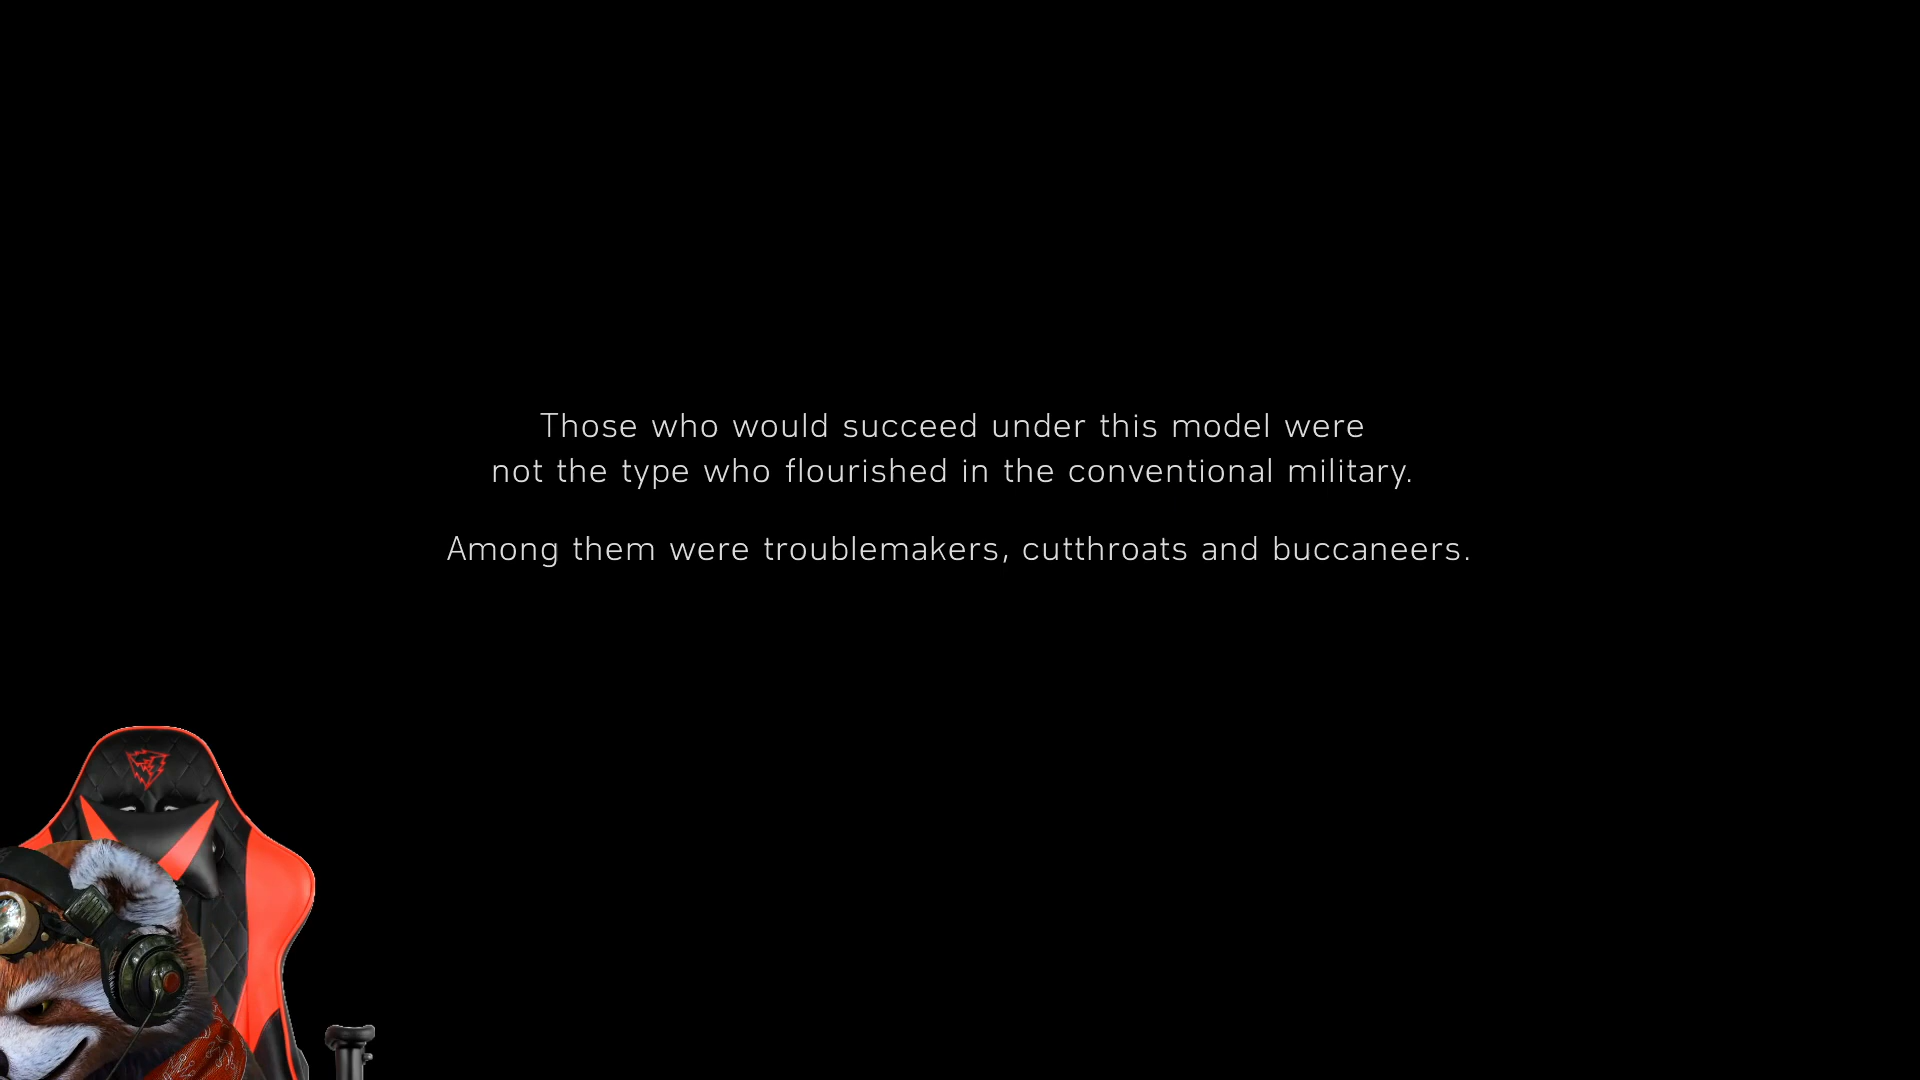 Those who would succeed under this model were
not the type who flourished in the conventional military.
Among them were troublemakers, cutthroats and buccaneers.